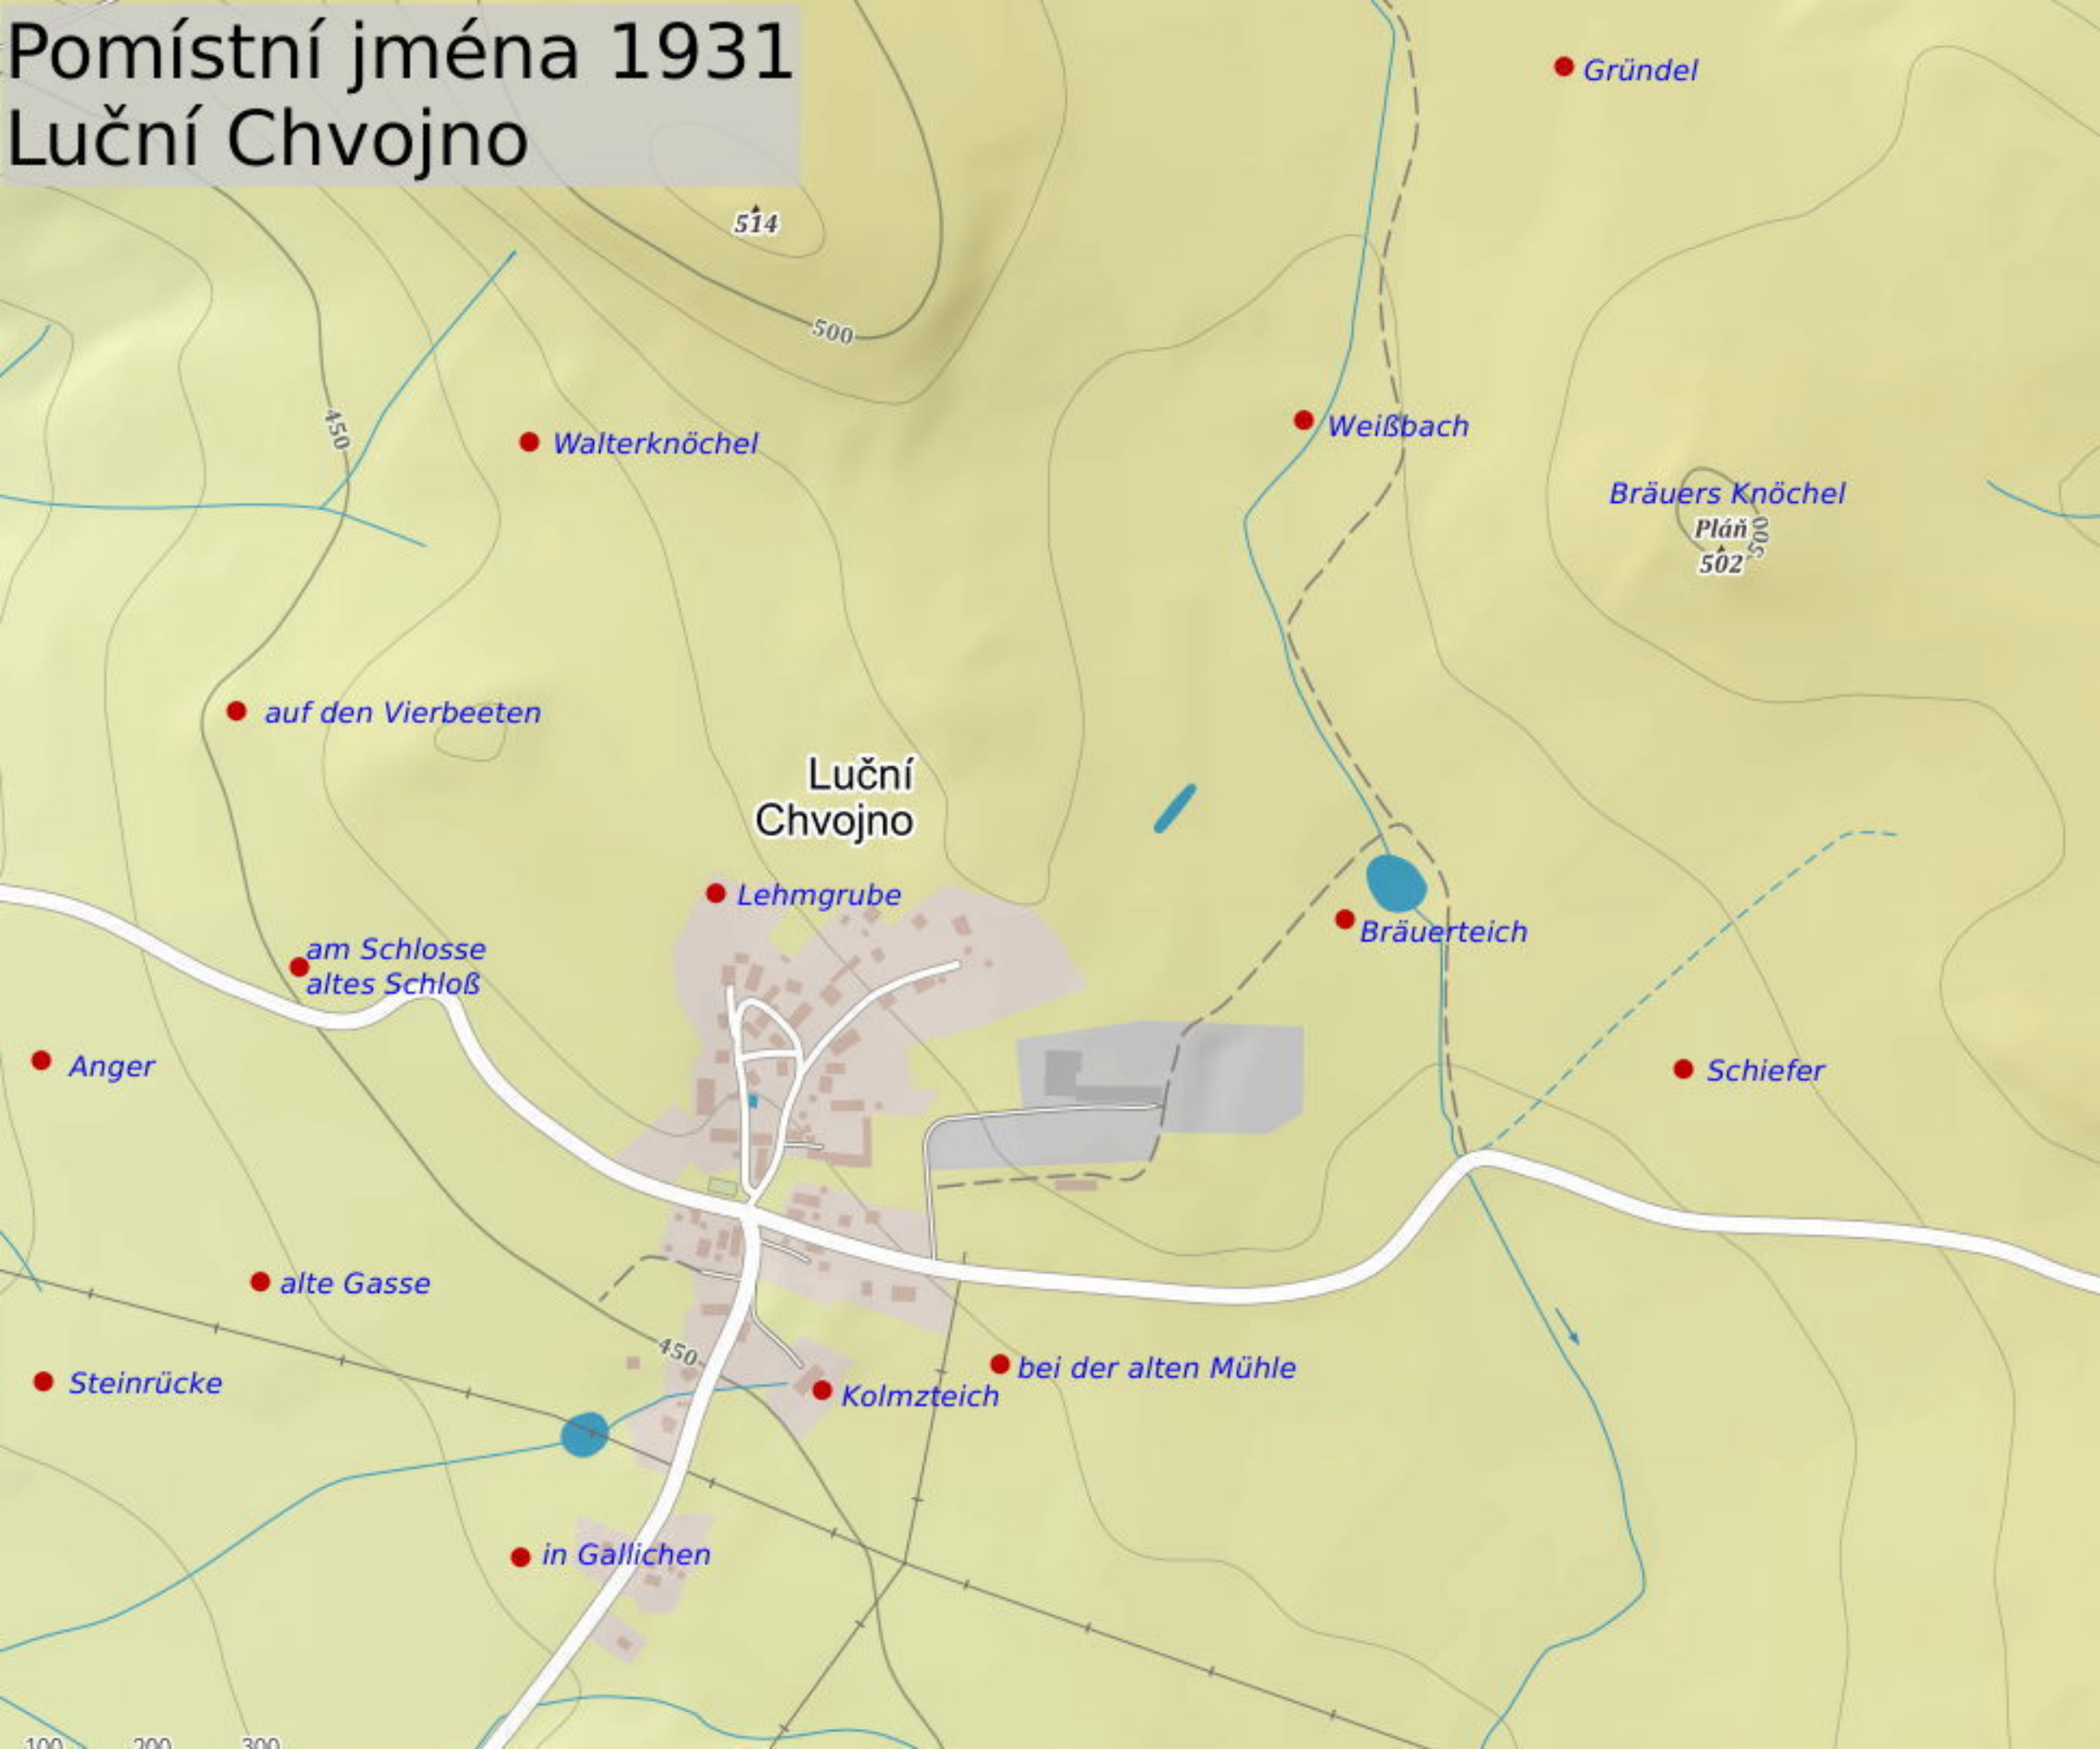 Pomístní jména 1931
Luční Chvojno
Gründel
514
500
450
Walterknöchel
Weißbach
Bräuers Knöchel
Pláň
500
502
auf den Vierbeeten
Luční
Chvojno
Lehmgrube
Bräuerteich
am Schlosse
altes Schloß
Anger
Schiefer
alte Gasse
450
bei der alten Mühle
Steinrücke
Kolmzteich
in Gallichen
100 200 300